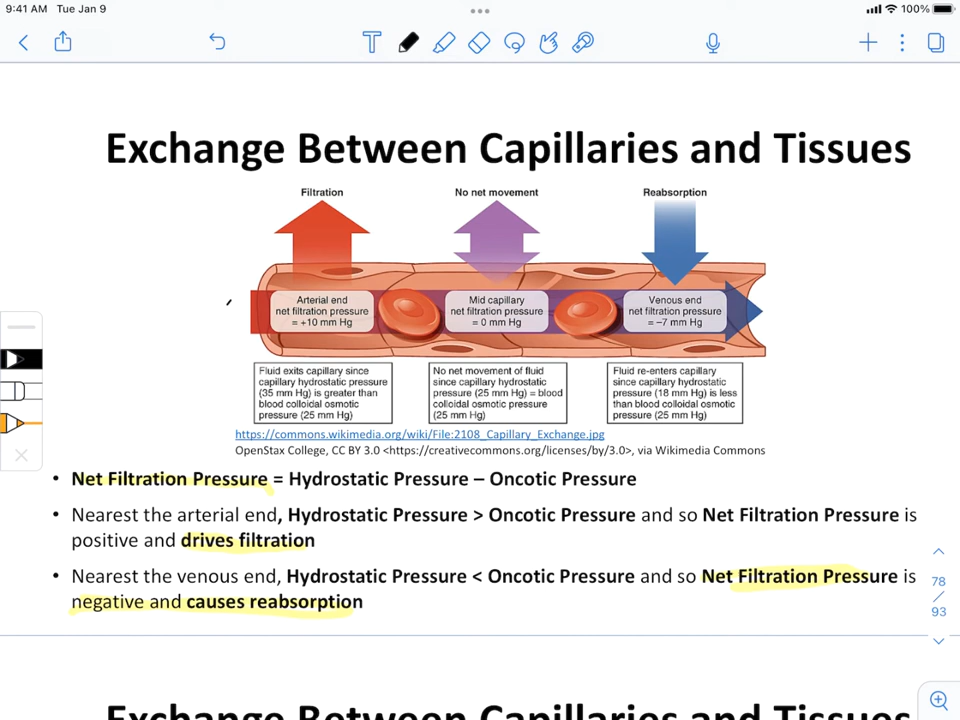 9:41 AM Tue Jan 9
100%
Exchange Between Capillaries and Tissues
Filtration
No net movement
Reabsorption
Arterial end
net filtration pressure
= +10 mm Hg
Mid capillary
net filtration pressure
= 0 mm Hg
Venous end
net filtration pressure
= –7 mm Hg
Fluid exits capillary since
capillary hydrostatic pressure
(35 mm Hg) is greater than
blood colloidal osmotic
pressure (25 mm Hg)
No net movement of fluid
since capillary hydrostatic
pressure (25 mm Hg) = blood
colloidal osmotic pressure
(25 mm Hg)
Fluid re-enters capillary
since capillary hydrostatic
pressure (18 mm Hg) is less
than blood colloidal osmotic
pressure (25 mm Hg)
https://commons.wikimedia.org/wiki/File:2108_Capillary_Exchange.jpg
OpenStax College, CC BY 3.0 <https://creativecommons.org/licenses/by/3.0>, via Wikimedia Commons
• Net Filtration Pressure = Hydrostatic Pressure – Oncotic Pressure
• Nearest the arterial end, Hydrostatic Pressure > Oncotic Pressure and so Net Filtration Pressure is
positive and drives filtration
• Nearest the venous end, Hydrostatic Pressure < Oncotic Pressure and so Net Filtration Pressure is
negative and causes reabsorption
78
/
93
Exchange Between Capillaries and Tissues